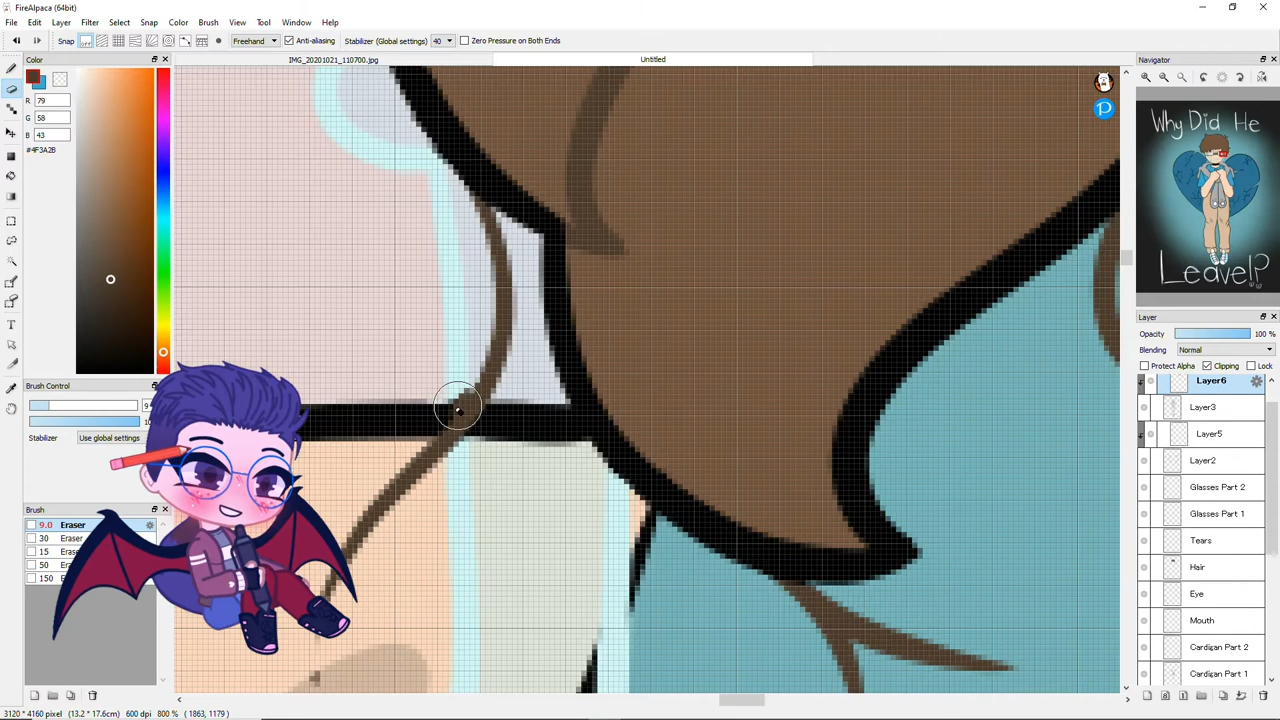 FireAlpaca (64bit)
File Edit Layer Filter Select Snap Color Brush View Tool Window Help
Snap off Freehand Anti-aliasing Stabilizer (Global settings) 40 Zero Pressure on Both Ends
Color
IMG_20201021_110700.jpg
Untitled
Navigator
R 79
G 58
B 43
#4F3A2B
Why Did He
Leave!?
Layer
Opacity 100 %
Blending Normal
Protect Alpha Clipping Lock
Layer6
Layer3
Layer5
Layer2
Glasses Part 2
Glasses Part 1
Tears
Hair
Eye
Mouth
Cardigan Part 2
Cardigan Part 1
Brush Control
Stabilizer Use global settings
Brush
9.0 Eraser
30 Eraser
15 Eraser
50 Eraser
150
3120 * 4160 pixel (13.2 * 17.6cm) 600 dpi 800 % ( 1863, 1179 )